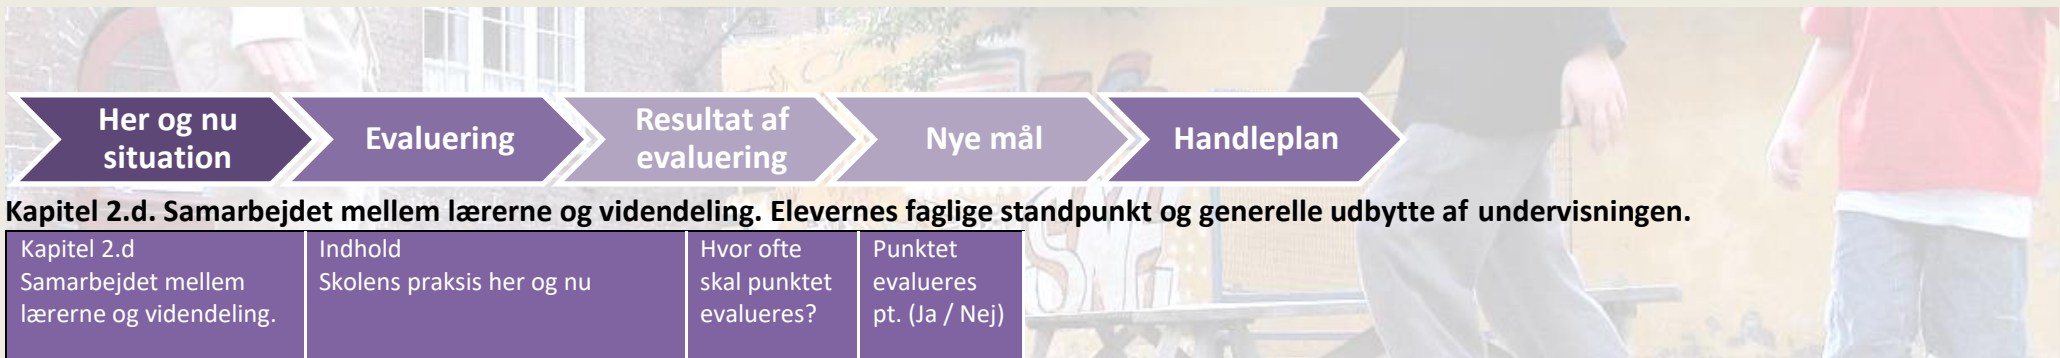 Her og nu
situation
Evaluering
Resultat af
evaluering
Nye mål
Handleplan
Kapitel 2.d. Samarbejdet mellem lærerne og videndeling. Elevernes faglige standpunkt og generelle udbytte af undervisningen.
Kapitel 2.d
Samarbejdet mellem
lærerne og videndeling.
Indhold
Skolens praksis her og nu
Hvor ofte
skal punktet
evalueres?
Punktet
evalueres
pt. (Ja / Nej)